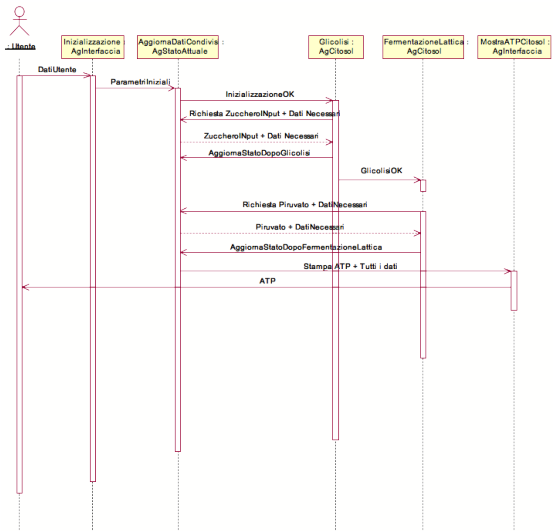 : Utente
Inizializzazione :
AgInterfaccia
AggiornaDatiCondivis :
AgStatoAttuale
Glicolisi :
AgCitosol
FermentazioneLattica :
AgCitosol
MostraATPCitosol :
AgInterfaccia
DatiUtente
ParametriIniziali
InizializzazioneOK
Richiesta ZuccheroINput + Dati Necessari
ZuccheroINput + Dati Necessari
AggiornaStatoDopoGlicolisi
GlicolisiOK
Richiesta Piruvato + DatiNecessari
Piruvato + DatiNecessari
AggiornaStatoDopoFermentazioneLattica
Stampa ATP + Tutti i dati
ATP